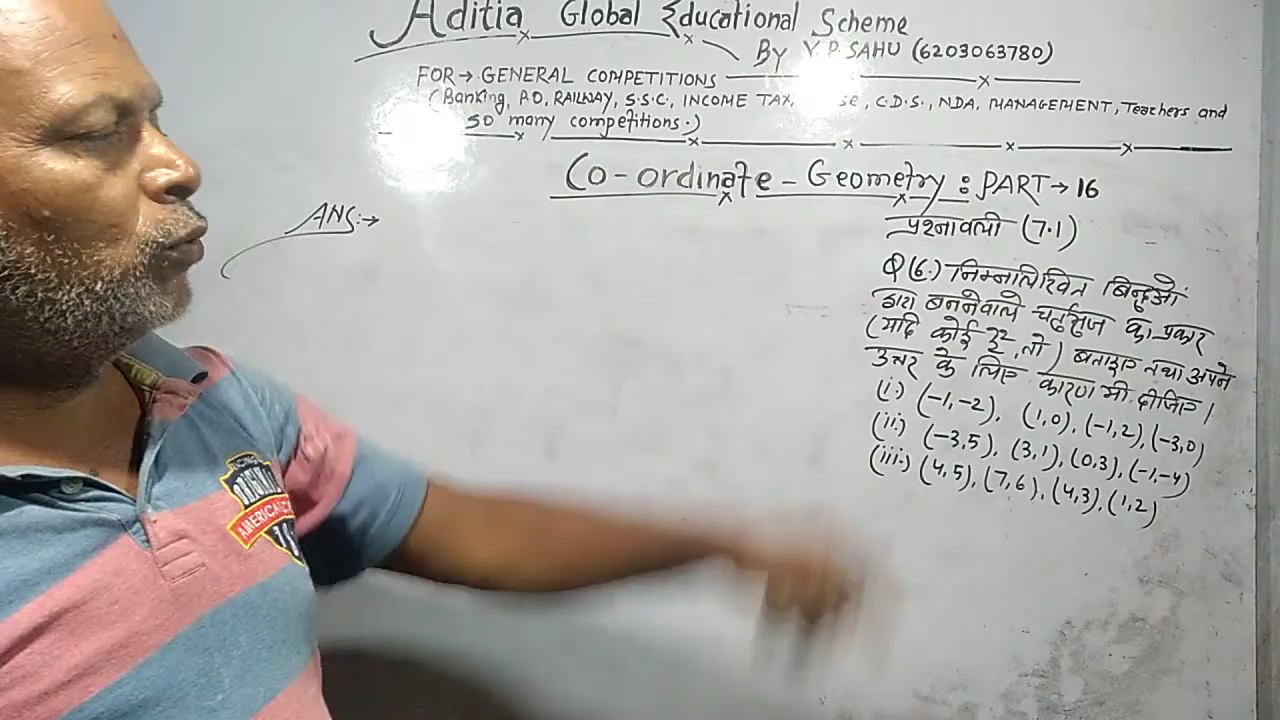 Aditia Global Educational Scheme
By Y. P. SAHU (6203063780)
FOR → GENERAL COMPETITIONS
(Banking, P.O, RAILWAY, S.S.C., INCOME TAX, C.D.S., NDA, MANAGEMENT, Teachers and
SO many competitions.)
Co-ordinate - Geometry : PART → 16
ANS: →
प्रश्नावली (7.1)
Q (6.) निम्नलिखित बिन्दुओं
द्वारा बननेवाले चर्तुभुज का प्रकार
(यदि कोई है, तो) बताइए तथा अपने
उत्तर के लिए कारण भी दीजिए।
(i.) (-1,-2), (1,0), (-1,2), (-3,0)
(ii.) (-3,5), (3,1), (0,3), (-1,-4)
(iii.) (4,5), (7,6), (4,3), (1,2)
AMERICAN